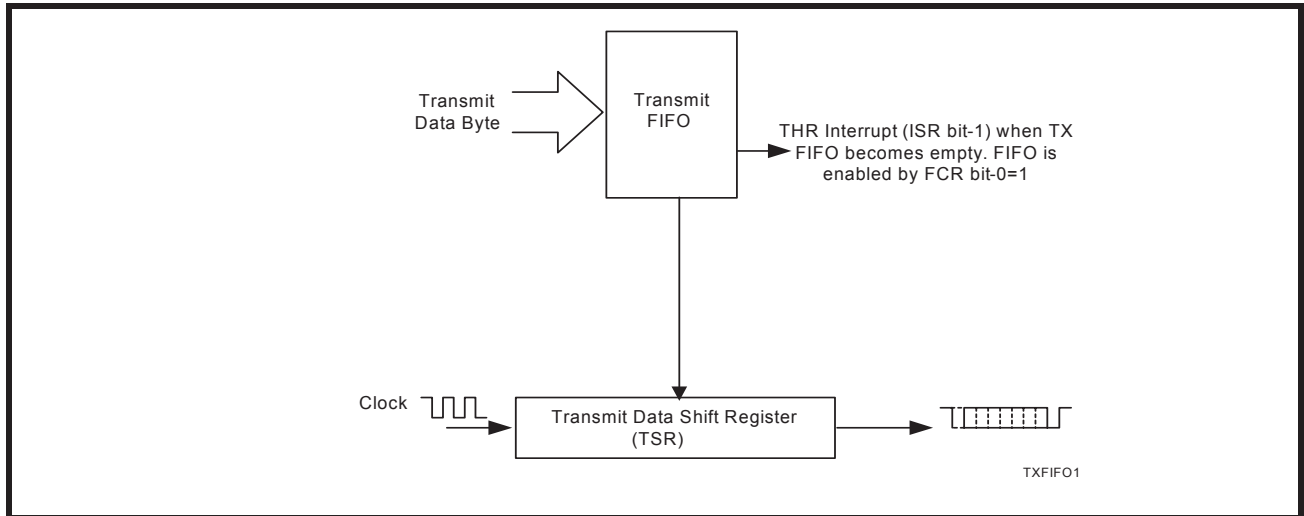 Transmit
Data Byte
Transmit
FIFO
THR Interrupt (ISR bit-1) when TX
FIFO becomes empty. FIFO is
enabled by FCR bit-0=1
Clock
Transmit Data Shift Register
(TSR)
TXFIFO1